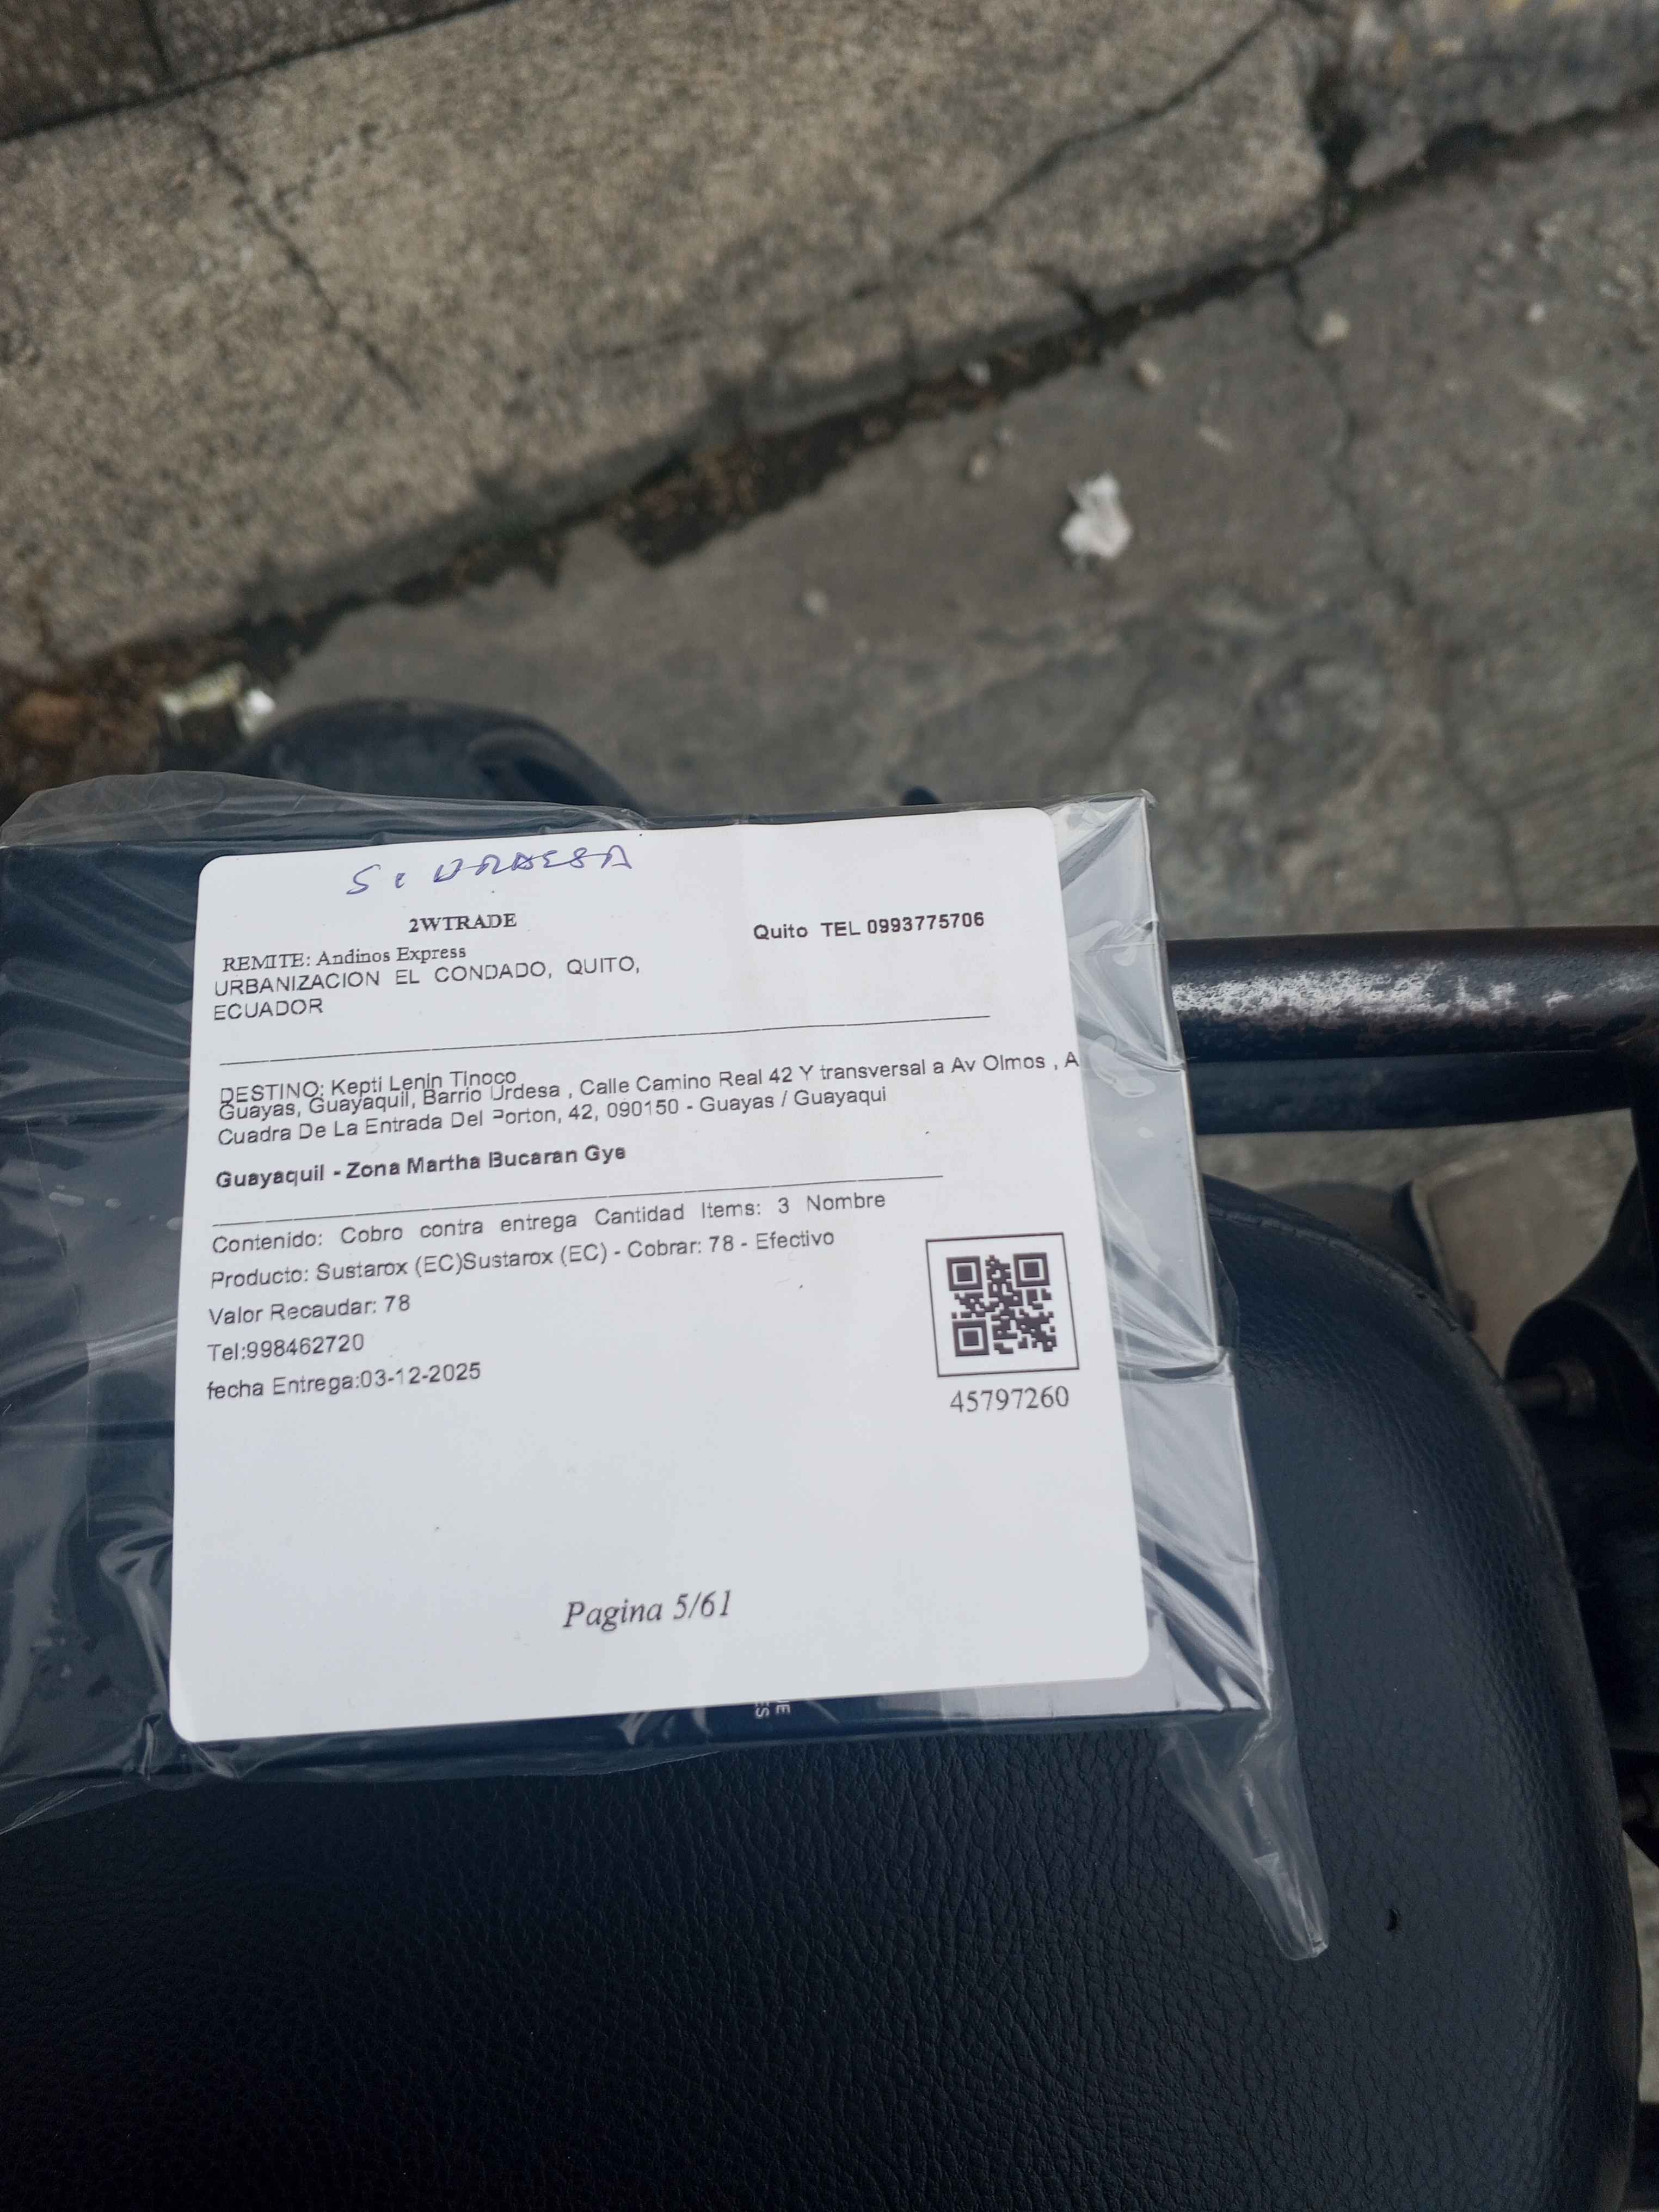 S. URDESA
2WTRADE
Quito TEL 0993775706
REMITE: Andinos Express
URBANIZACION EL CONDADO, QUITO,
ECUADOR
DESTINO: Kepti Lenin Tinoco
Guayas, Guayaquil, Barrio Urdesa , Calle Camino Real 42 Y transversal a Av Olmos , A
Cuadra De La Entrada Del Porton, 42, 090150 - Guayas / Guayaqui
Guayaquil - Zona Martha Bucaran Gye
Contenido: Cobro contra entrega Cantidad Items: 3 Nombre
Producto: Sustarox (EC)Sustarox (EC) - Cobrar: 78 - Efectivo
Valor Recaudar: 78
Tel:998462720
fecha Entrega:03-12-2025
45797260
Pagina 5/61